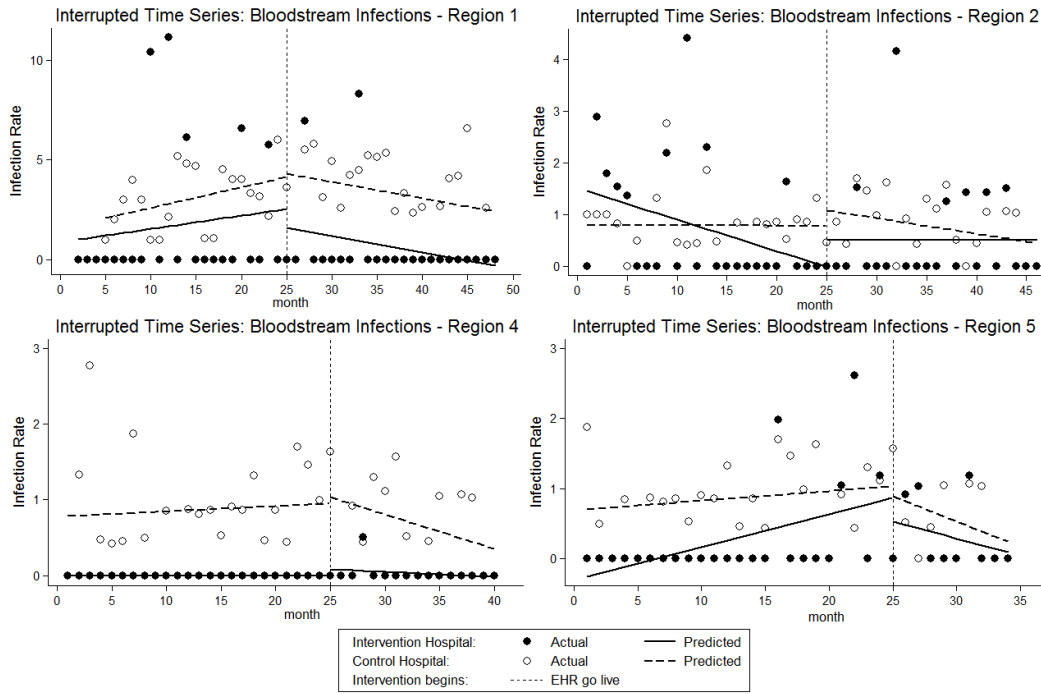 Interrupted Time Series: Bloodstream Infections - Region 1
Infection Rate
10
5
0
0 5 10 15 20 25 30 35 40 45 50
month
Interrupted Time Series: Bloodstream Infections - Region 2
Infection Rate
4
3
2
1
0
0 5 10 15 20 25 30 35 40 45
month
Interrupted Time Series: Bloodstream Infections - Region 4
Infection Rate
3
2
1
0
0 5 10 15 20 25 30 35 40
month
Interrupted Time Series: Bloodstream Infections - Region 5
Infection Rate
3
2
1
0
0 5 10 15 20 25 30 35
month
Intervention Hospital: Actual Predicted
Control Hospital: Actual Predicted
Intervention begins: EHR go live